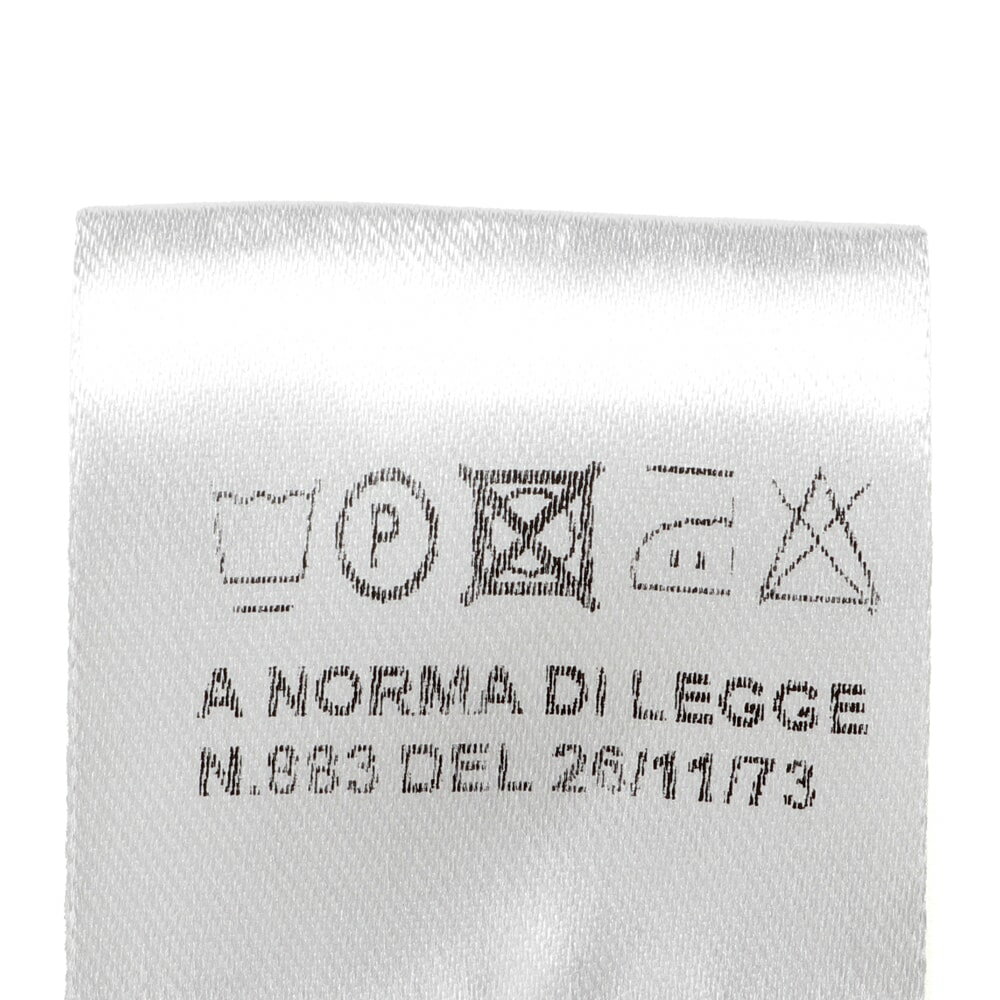 P
A NORMA DI LEGGE
N.883 DEL 26/11/73